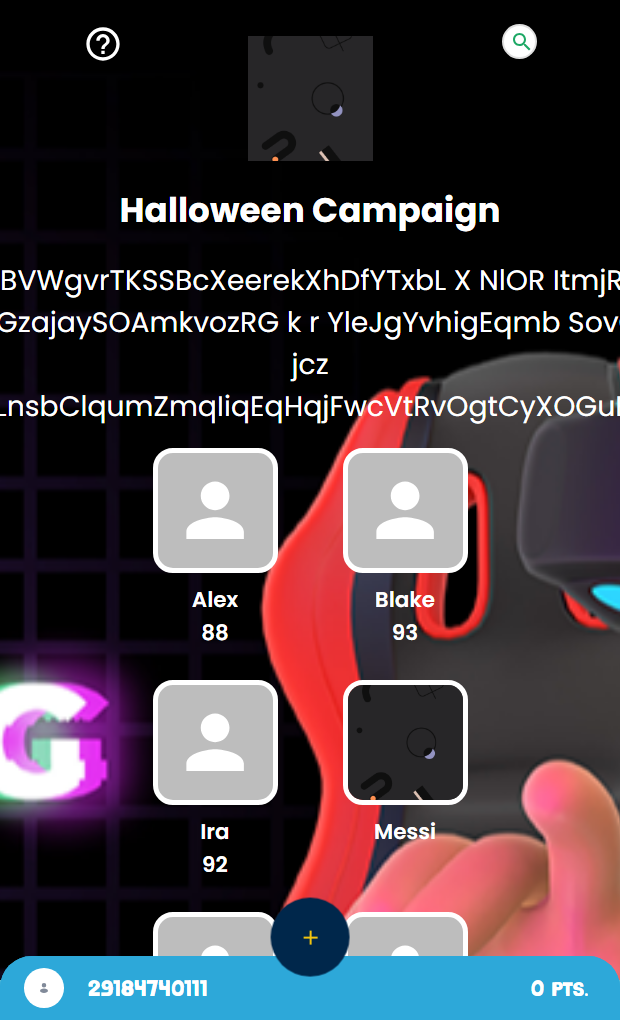 Halloween Campaign
BVWgvrTKSSBcXeerekXhDfYTxbL X NlOR ItmjR
GzajaySOAmkvozRG k r YleJgYvhigEqmb Sov
jcz
LnsbClqumZmqIiqEqHqjFwcVtRvOgtCyXOGu
Alex
Blake
88
93
Ira
Messi
92
G
+
29184740111
0 PTS.